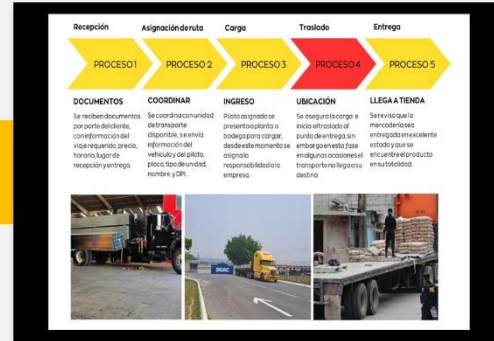 Recepción
Asignación de ruta
Carga
Traslado
Entrega
PROCESO 1
PROCESO 2
PROCESO 3
PROCESO 4
PROCESO 5
DOCUMENTOS
Se reciben documentos
por parte del cliente,
con información del
viaje requerido, precio,
horario, lugar de
recepción y entrega.
COORDINAR
Se coordina con unidad
de transporte
disponible, se envía
información del
vehículo y del piloto,
placa, tipo de unidad,
nombre y DPI.
INGRESO
Piloto asignado se
presenta a planta o
bodega para cargar,
desde este momento se
asigna la
responsabilidad a la
empresa.
UBICACIÓN
Se asegura la carga e
inicia el traslado al
punto de entrega, sin
embargo en esta fase
en algunas ocasiones el
transporte no llega a su
destino.
LLEGA A TIENDA
Se revisa que la
mercadería sea
entregada en excelente
estado y que se
encuentre el producto
en su totalidad.